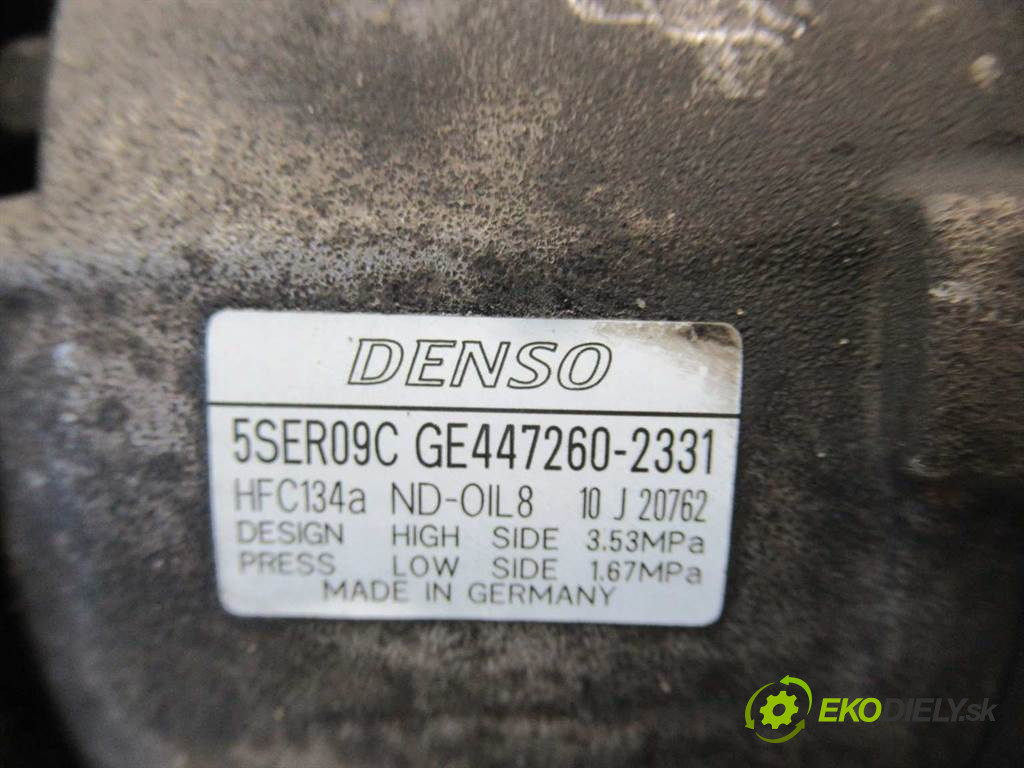 DENSO
5SER09C GE447260-2331
HFC134a ND-OIL8 10 J 20762
DESIGN HIGH SIDE 3.53MPa
PRESS LOW SIDE 1.67MPa
MADE IN GERMANY
EKODIELY.sk